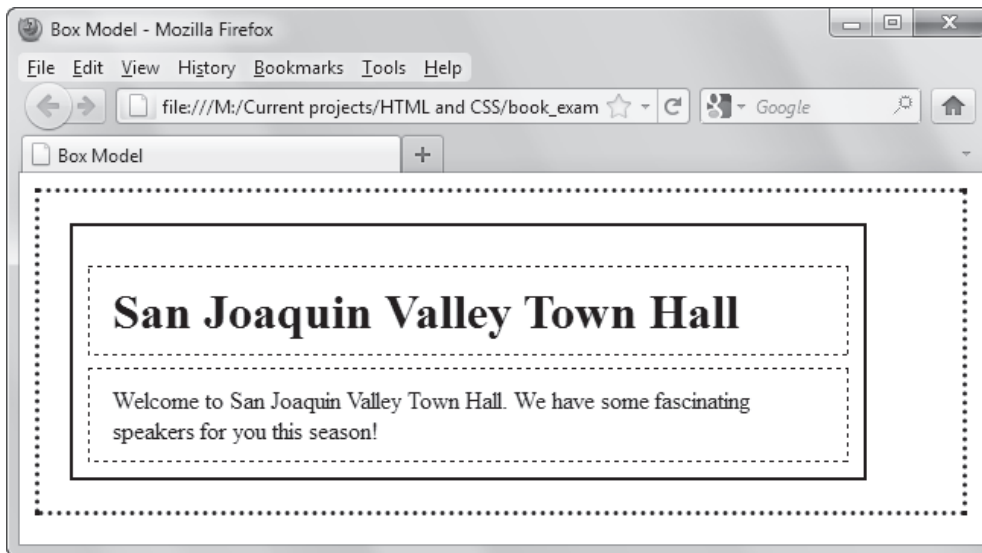 Box Model - Mozilla Firefox
File Edit View History Bookmarks Tools Help
file:///M:/Current projects/HTML and CSS/book_exam
Google
Box Model
San Joaquin Valley Town Hall
Welcome to San Joaquin Valley Town Hall. We have some fascinating
speakers for you this season!